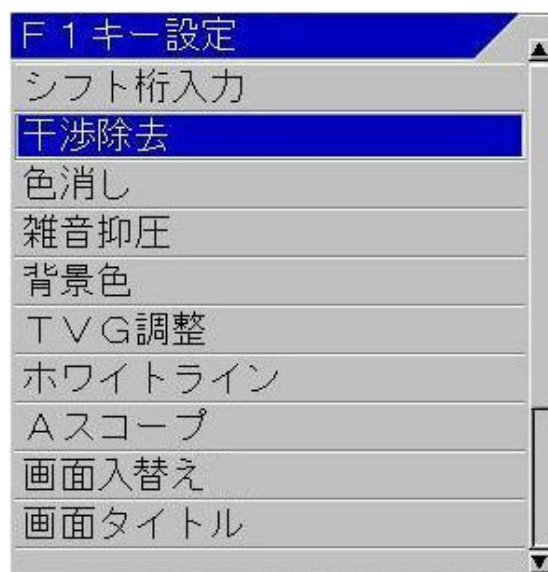 F1キー設定
シフト桁入力
干渉除去
色消し
雑音抑圧
背景色
TVG調整
ホワイトライン
Aスコープ
画面入替え
画面タイトル